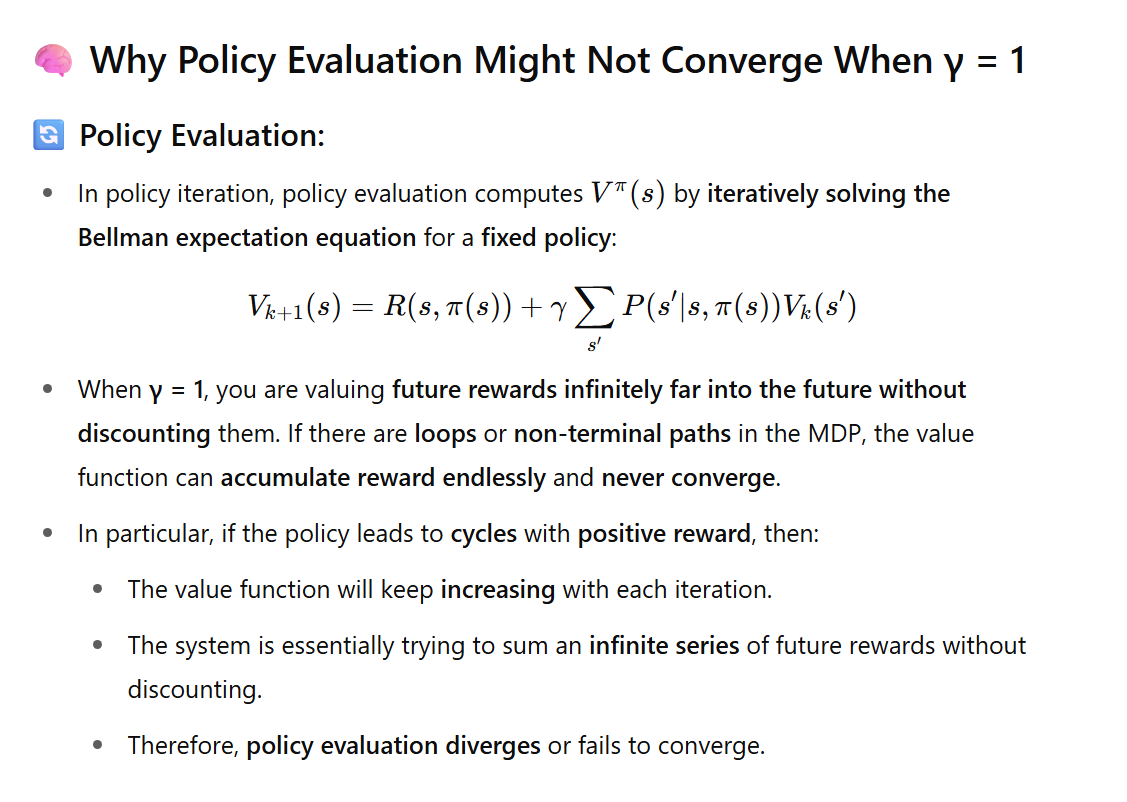 🧠 Why Policy Evaluation Might Not Converge When γ = 1
🔄 Policy Evaluation:
• In policy iteration, policy evaluation computes V^π(s) by iteratively solving the
Bellman expectation equation for a fixed policy:
V_{k+1}(s) = R(s, π(s)) + γ ∑_{s′} P(s′|s, π(s))V_k(s′)
• When γ = 1, you are valuing future rewards infinitely far into the future without
discounting them. If there are loops or non-terminal paths in the MDP, the value
function can accumulate reward endlessly and never converge.
• In particular, if the policy leads to cycles with positive reward, then:
• The value function will keep increasing with each iteration.
• The system is essentially trying to sum an infinite series of future rewards without
discounting.
• Therefore, policy evaluation diverges or fails to converge.